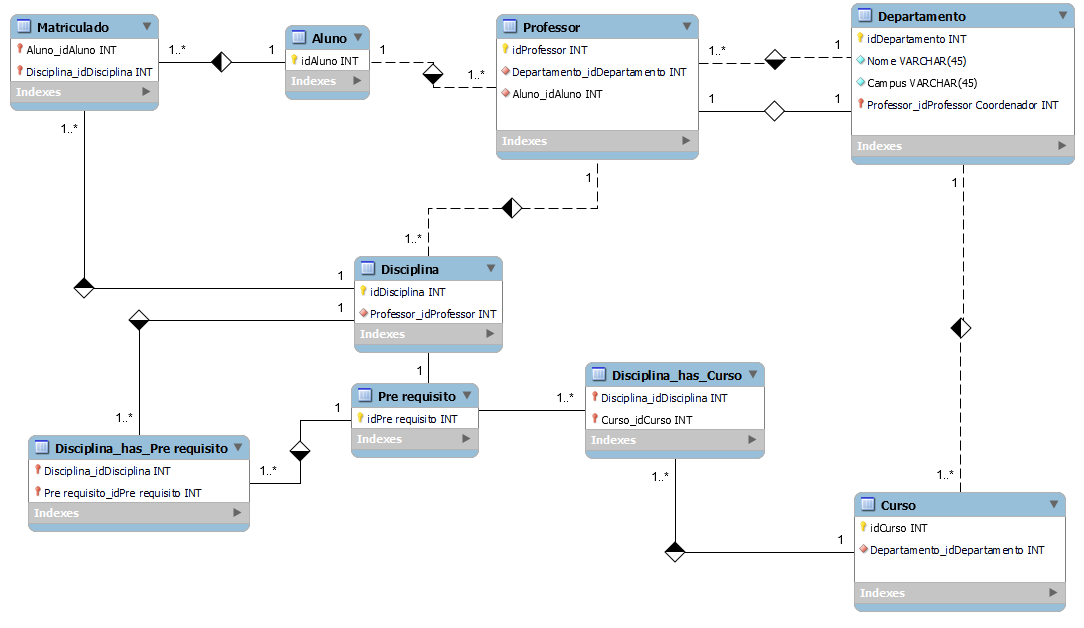 Matriculado
Aluno_idAluno INT
Disciplina_idDisciplina INT
Indexes
1..*
1
Aluno
idAluno INT
Indexes
1
1..*
Professor
idProfessor INT
Departamento_idDepartamento INT
Aluno_idAluno INT
Indexes
1..*
1
1
1
Departamento
idDepartamento INT
Nome VARCHAR(45)
Campus VARCHAR(45)
Professor_idProfessor Coordenador INT
Indexes
1..*
1
1
1..*
1
Disciplina
idDisciplina INT
Professor_idProfessor INT
Indexes
1
1
1
1..*
Pre requisito
idPre requisito INT
Indexes
1
1..*
1..*
Disciplina_has_Curso
Disciplina_idDisciplina INT
Curso_idCurso INT
Indexes
Disciplina_has_Pre requisito
Disciplina_idDisciplina INT
Pre requisito_idPre requisito INT
Indexes
1..*
1
1..*
Curso
idCurso INT
Departamento_idDepartamento INT
Indexes